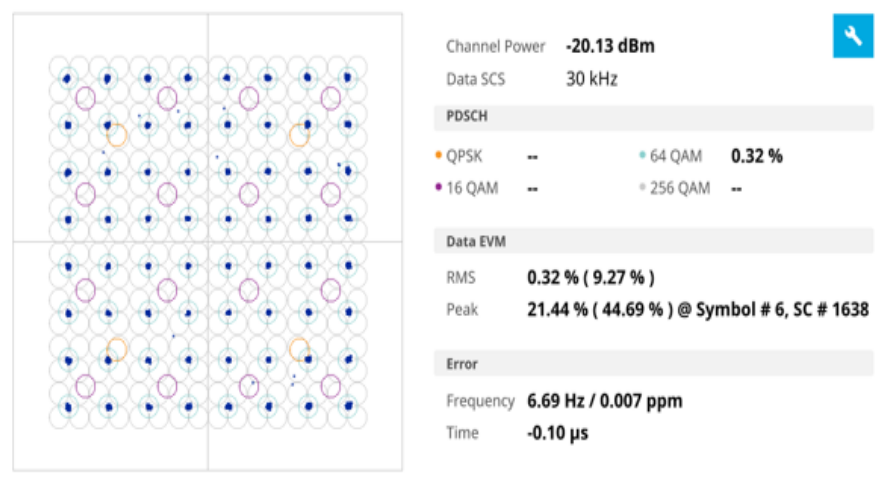 Channel Power -20.13 dBm
Data SCS 30 kHz
PDSCH
QPSK -- 64 QAM 0.32 %
16 QAM -- 256 QAM --
Data EVM
RMS 0.32 % ( 9.27 % )
Peak 21.44 % ( 44.69 % ) @ Symbol # 6, SC # 1638
Error
Frequency 6.69 Hz / 0.007 ppm
Time -0.10 µs